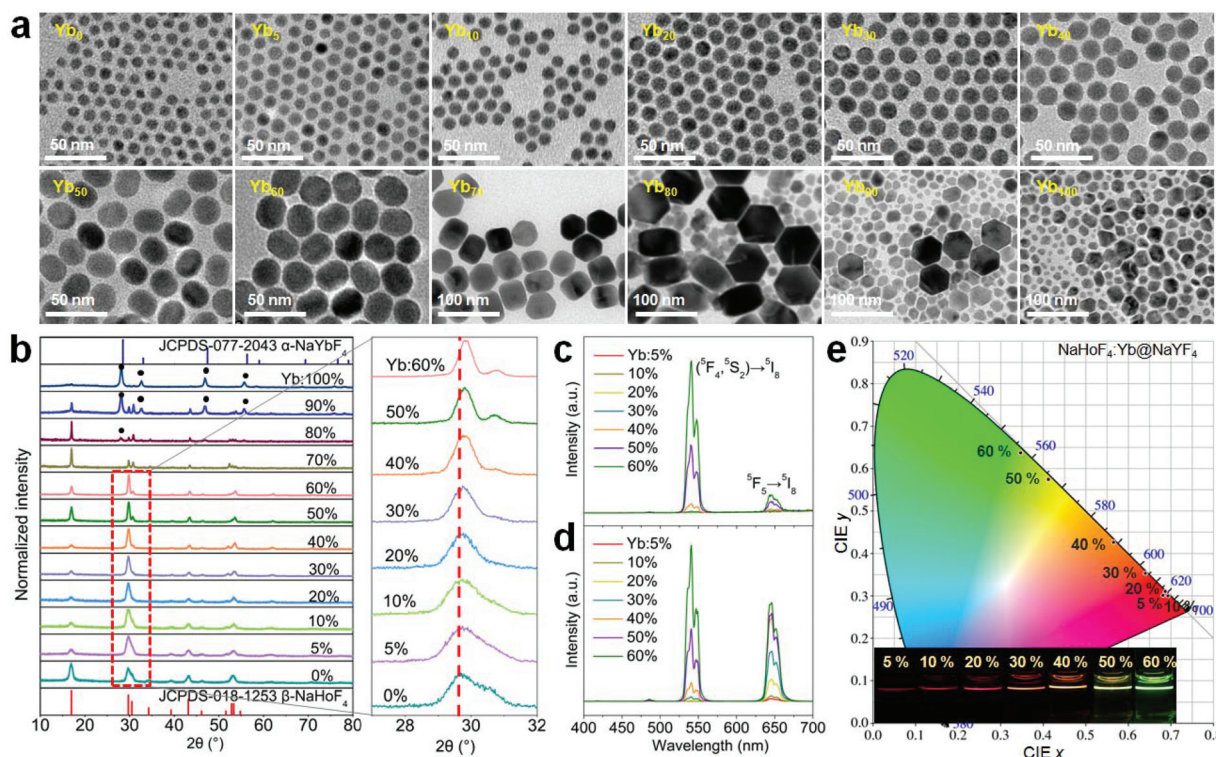 a
Yb₀ Yb₅ Yb₁₀ Yb₂₀ Yb₃₀ Yb₄₀
50 nm 50 nm 50 nm 50 nm 50 nm 50 nm
Yb₅₀ Yb₆₀ Yb₇₀ Yb₈₀ Yb₉₀ Yb₁₀₀
50 nm 50 nm 100 nm 100 nm 100 nm 100 nm
b
JCPDS-077-2043 α-NaYbF₄
Yb:100%
90%
80%
70%
60%
50%
40%
30%
20%
10%
5%
0%
JCPDS-018-1253 β-NaHoF₄
10 20 30 40 50 60 70 80
2θ (°)
Normalized intensity
Yb:60%
50%
40%
30%
20%
10%
5%
0%
28 30 32
2θ (°)
c
(⁵F₄,⁵S₂)→⁵I₈
⁵F₅→⁵I₈
Yb:5%
10%
20%
30%
40%
50%
60%
Intensity (a.u.)
d
Yb:5%
10%
20%
30%
40%
50%
60%
Intensity (a.u.)
400 450 500 550 600 650 700
Wavelength (nm)
e
NaHoF₄:Yb@NaYF₄
0.9
0.8
0.7
0.6
0.5
0.4
0.3
0.2
0.1
0.0
CIE y
520
540
560
580
600
620
700
500
490
380
60 %
50 %
40 %
30 %
20 %
5 % 10 %
5 % 10 % 20 % 30 % 40 % 50 % 60 %
0.0 0.1 0.2 0.3 0.4 0.5 0.6 0.7 0.8
CIE x